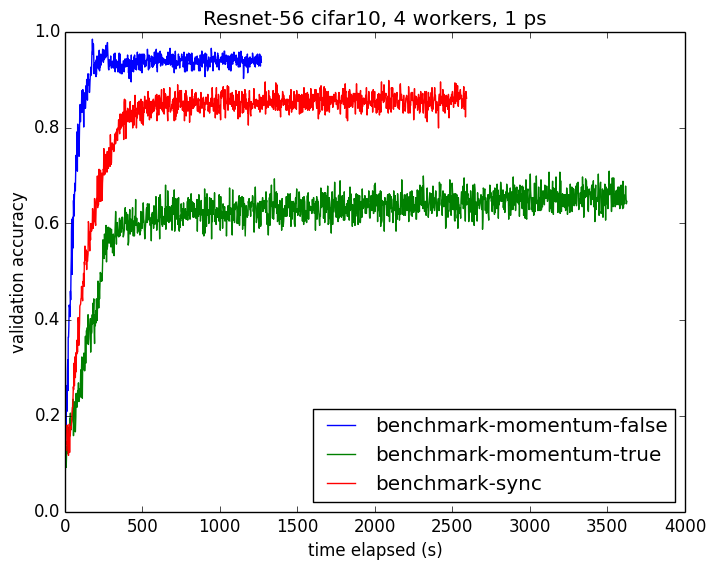 Resnet-56 cifar10, 4 workers, 1 ps
1.0
0.8
0.6
0.4
0.2
0.0
validation accuracy
benchmark-momentum-false
benchmark-momentum-true
benchmark-sync
0 500 1000 1500 2000 2500 3000 3500 4000
time elapsed (s)